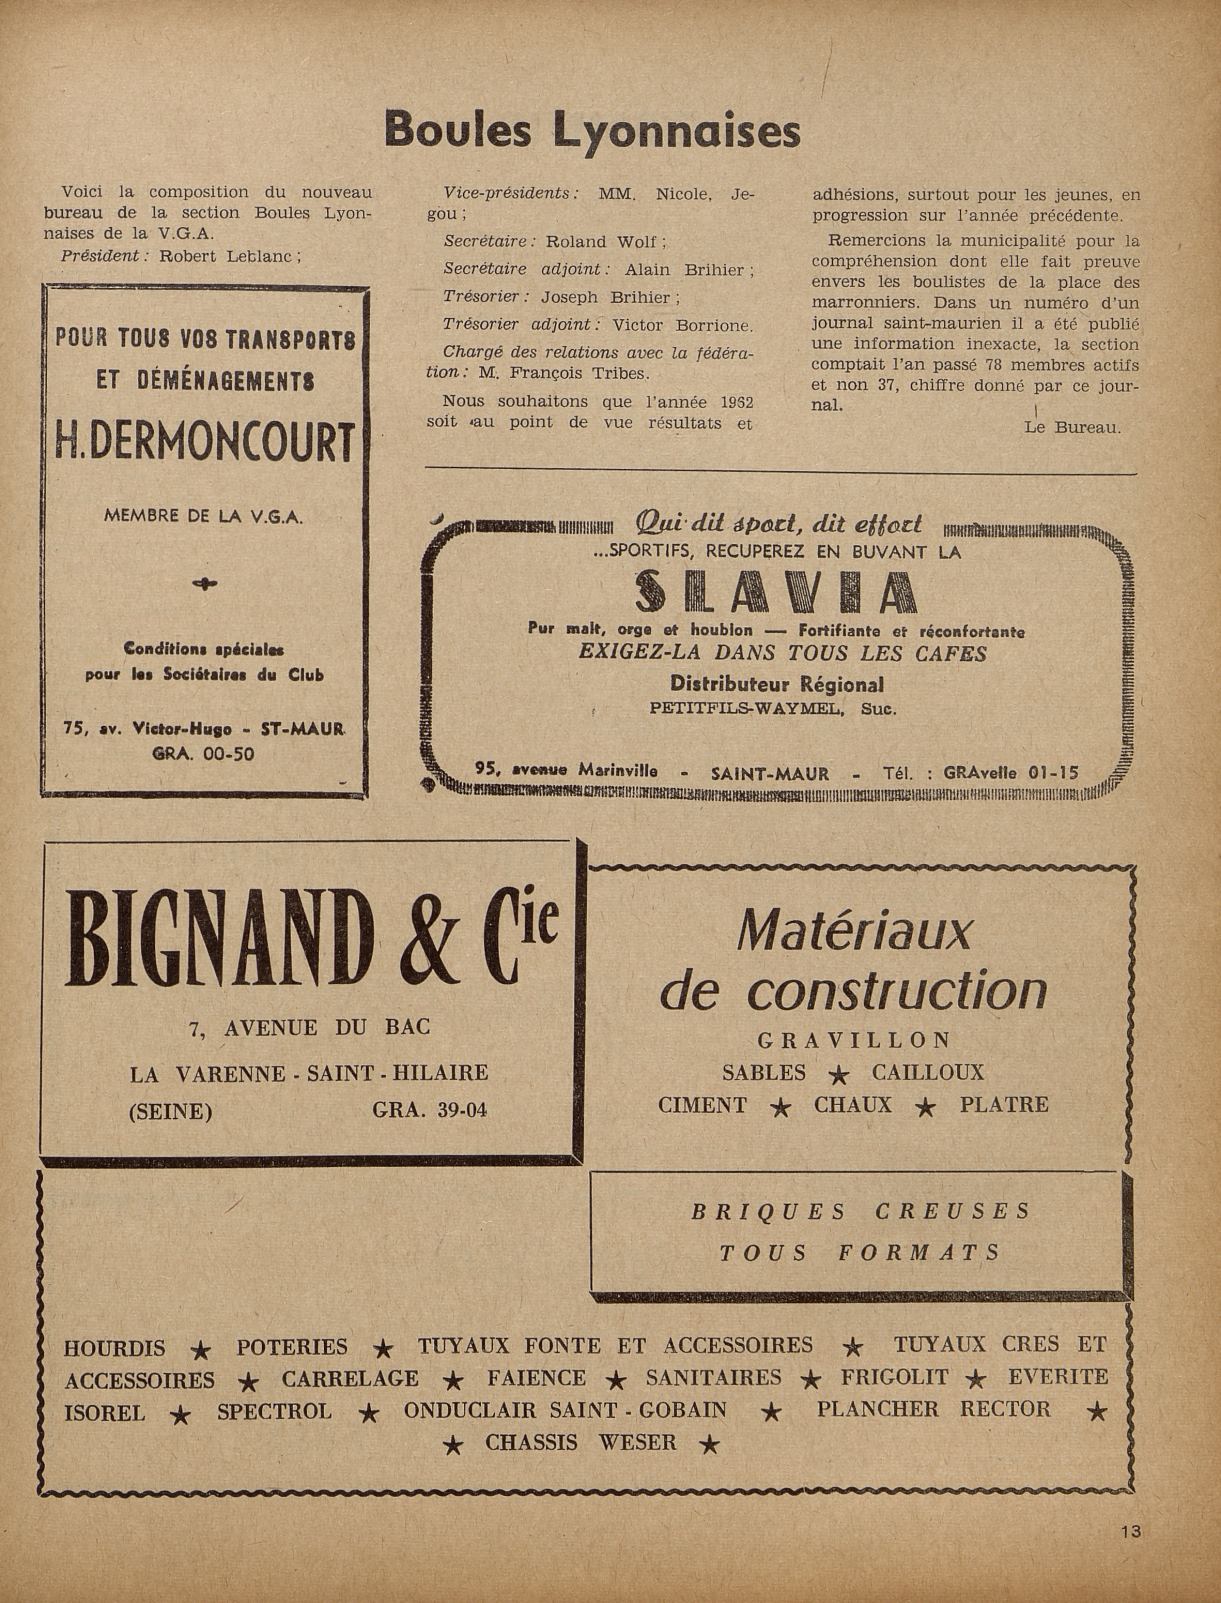 Boules Lyonnaises
Voici la composition du nouveau
bureau de la section Boules Lyon-
naises de la V.G.A.
Président : Robert Leblanc ;
Vice-présidents : MM. Nicole, Je-
gou ;
Secrétaire : Roland Wolf ;
Secrétaire adjoint : Alain Brihier ;
Trésorier : Joseph Brihier ;
Trésorier adjoint : Victor Borrione.
Chargé des relations avec la fédéra-
tion : M. François Tribes.
Nous souhaitons que l'année 1962
soit au point de vue résultats et
adhésions, surtout pour les jeunes, en
progression sur l'année précédente.
Remercions la municipalité pour la
compréhension dont elle fait preuve
envers les boulistes de la place des
marronniers. Dans un numéro d'un
journal saint-maurien il a été publié
une information inexacte, la section
comptait l'an passé 78 membres actifs
et non 37, chiffre donné par ce jour-
nal.
Le Bureau.
POUR TOUS VOS TRANSPORTS
ET DÉMÉNAGEMENTS
H.DERMONCOURT
MEMBRE DE LA V.G.A.
Conditions spéciales
pour les Sociétaires du Club
75, av. Victor-Hugo - ST-MAUR
GRA. 00-50
Qui dit sport, dit effort
...SPORTIFS, RECUPEREZ EN BUVANT LA
SLAVIA
Pur malt, orge et houblon — Fortifiante et réconfortante
EXIGEZ-LA DANS TOUS LES CAFES
Distributeur Régional
PETITFILS-WAYMEL, Suc.
95, avenue Marinville - SAINT-MAUR - Tél. : GRAvelle 01-15
BIGNAND & Cie
7, AVENUE DU BAC
LA VARENNE - SAINT - HILAIRE
(SEINE) GRA. 39-04
Matériaux
de construction
GRAVILLON
SABLES ★ CAILLOUX
CIMENT ★ CHAUX ★ PLATRE
BRIQUES CREUSES
TOUS FORMATS
HOURDIS ★ POTERIES ★ TUYAUX FONTE ET ACCESSOIRES ★ TUYAUX CRES ET
ACCESSOIRES ★ CARRELAGE ★ FAIENCE ★ SANITAIRES ★ FRIGOLIT ★ EVERITE
ISOREL ★ SPECTROL ★ ONDUCLAIR SAINT - GOBAIN ★ PLANCHER RECTOR ★
★ CHASSIS WESER ★
13